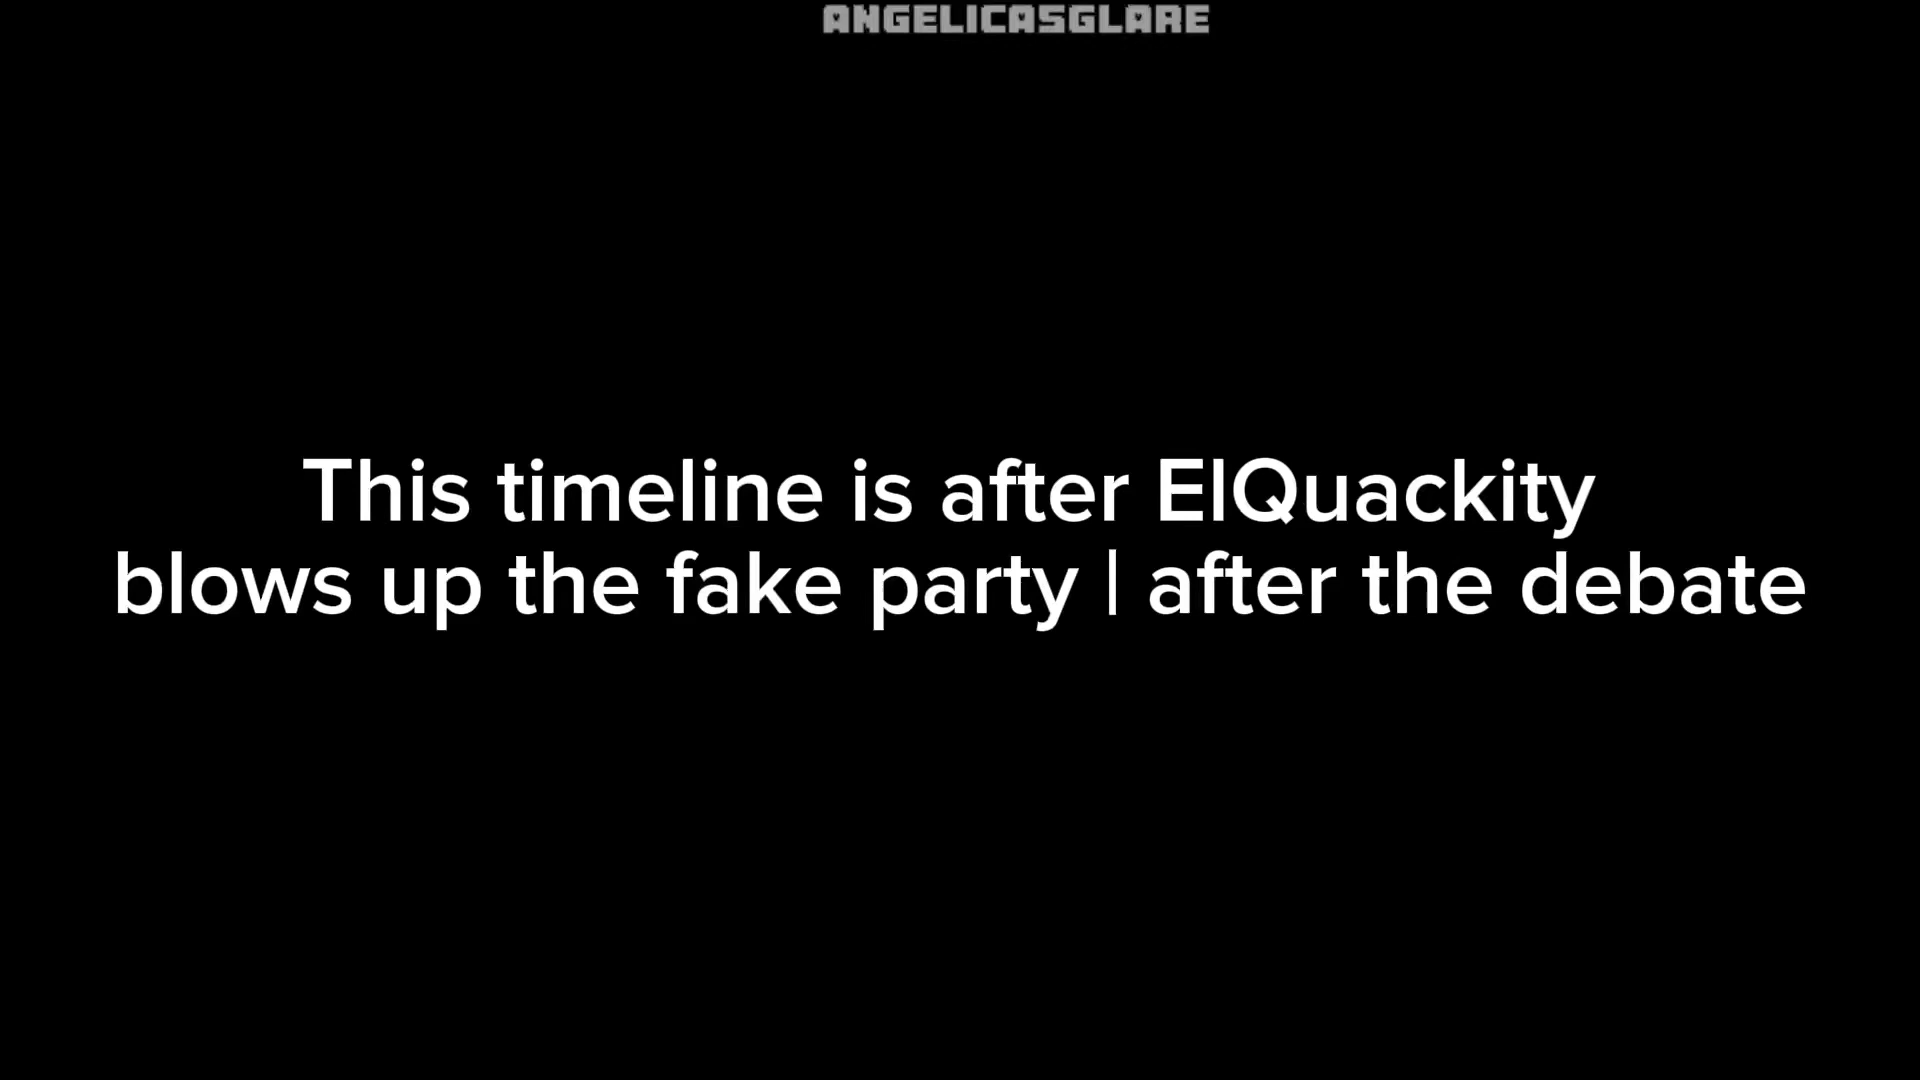 ANGELICASGLARE
This timeline is after ElQuackity
blows up the fake party | after the debate